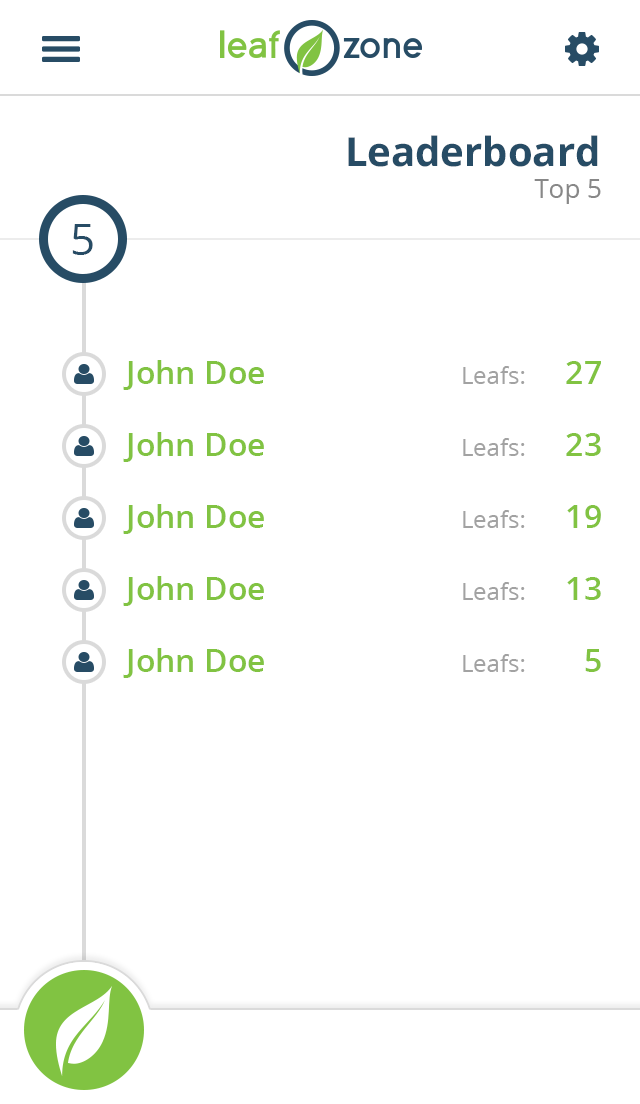 leaf zone
Leaderboard
Top 5
5
John Doe Leafs: 27
John Doe Leafs: 23
John Doe Leafs: 19
John Doe Leafs: 13
John Doe Leafs: 5